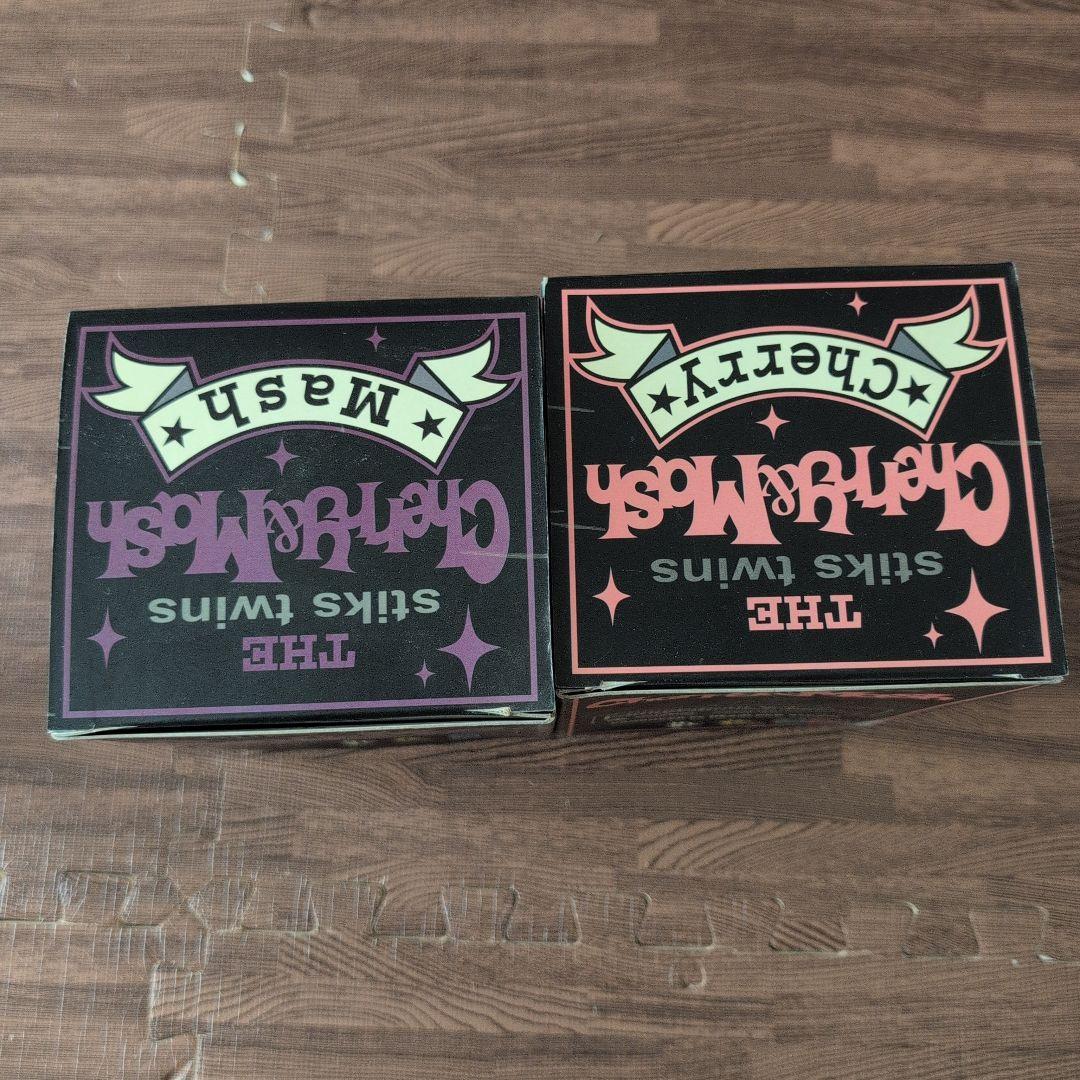 THE
stiks twins
Cherry&Mash
Mash
THE
stiks twins
Cherry&Mash
Cherry